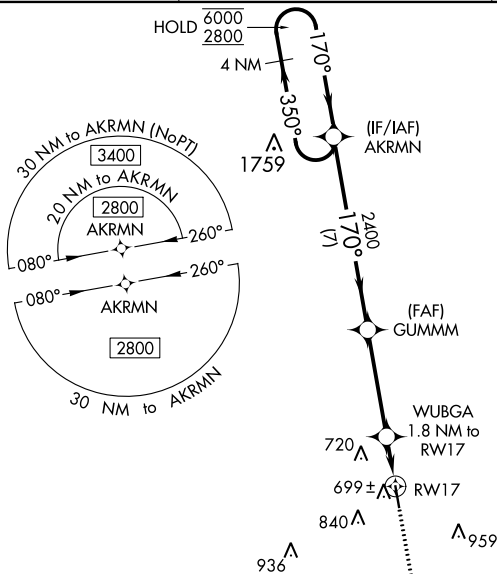 HOLD 6000
2800
4 NM
170°
350°
(IF/IAF)
AKRMN
1759
30 NM to AKRMN (NoPT)
3400
20 NM to AKRMN
2800
AKRMN
080°
260°
080°
260°
AKRMN
2800
30 NM to AKRMN
2400
170°
(7)
(FAF)
GUMMM
WUBGA
1.8 NM to
RW17
720
699±
RW17
840
959
936